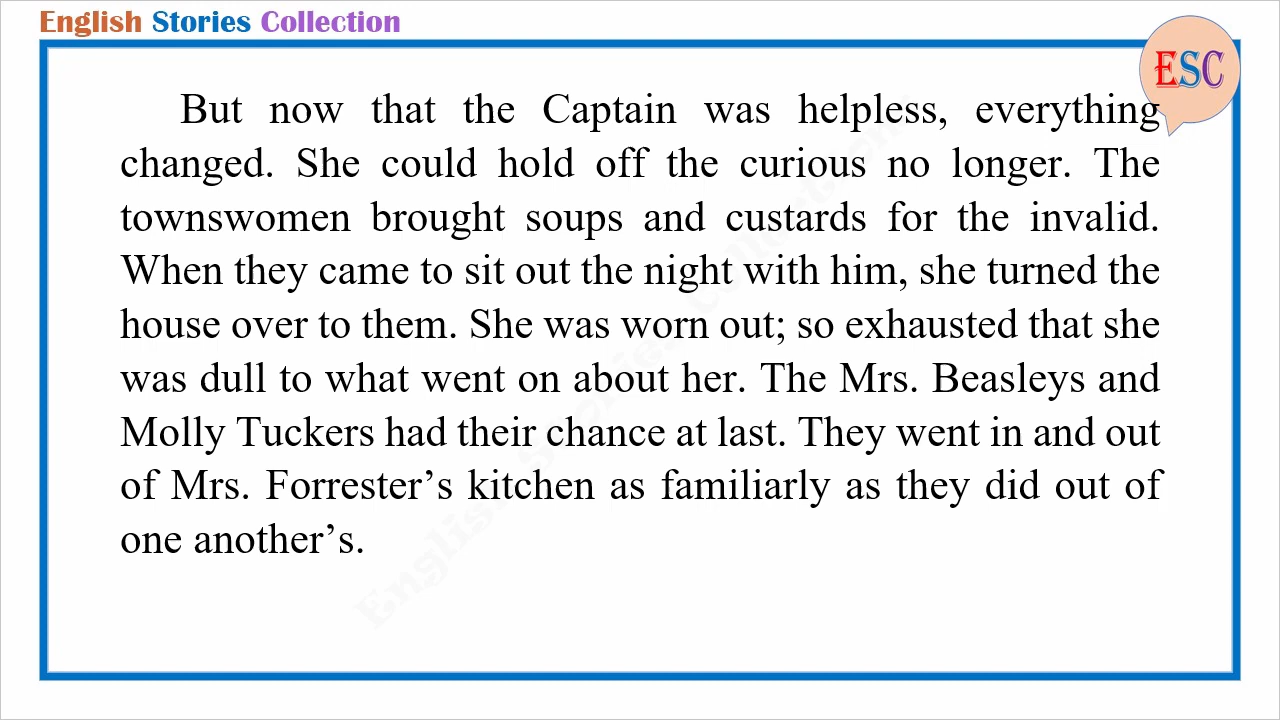 English Stories Collection
ESC
But now that the Captain was helpless, everything
changed. She could hold off the curious no longer. The
townswomen brought soups and custards for the invalid.
When they came to sit out the night with him, she turned the
house over to them. She was worn out; so exhausted that she
was dull to what went on about her. The Mrs. Beasleys and
Molly Tuckers had their chance at last. They went in and out
of Mrs. Forrester’s kitchen as familiarly as they did out of
one another’s.
English Stories Collection